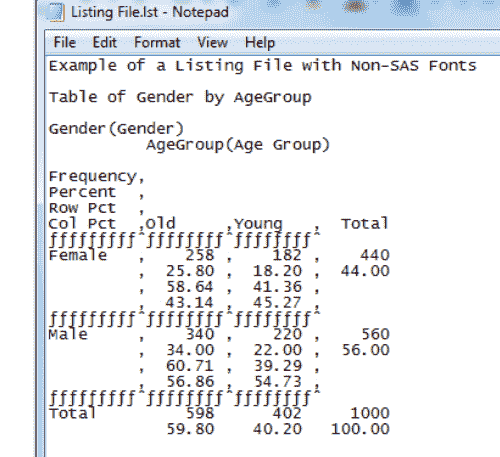 Listing File.lst - Notepad
File Edit Format View Help
Example of a Listing File with Non-SAS Fonts
Table of Gender by AgeGroup
Gender(Gender)
          AgeGroup(Age Group)
Frequency,
Percent  ,
Row Pct  ,
Col Pct  ,Old     ,Young   ,  Total
ƒƒƒƒƒƒƒƒƒˆƒƒƒƒƒƒƒƒˆƒƒƒƒƒƒƒƒˆ
Female   ,    258 ,    182 ,    440
         ,  25.80 ,  18.20 ,  44.00
         ,  58.64 ,  41.36 ,
         ,  43.14 ,  45.27 ,
ƒƒƒƒƒƒƒƒƒˆƒƒƒƒƒƒƒƒˆƒƒƒƒƒƒƒƒˆ
Male     ,    340 ,    220 ,    560
         ,  34.00 ,  22.00 ,  56.00
         ,  60.71 ,  39.29 ,
         ,  56.86 ,  54.73 ,
ƒƒƒƒƒƒƒƒƒˆƒƒƒƒƒƒƒƒˆƒƒƒƒƒƒƒƒˆ
Total         598      402     1000
            59.80    40.20   100.00